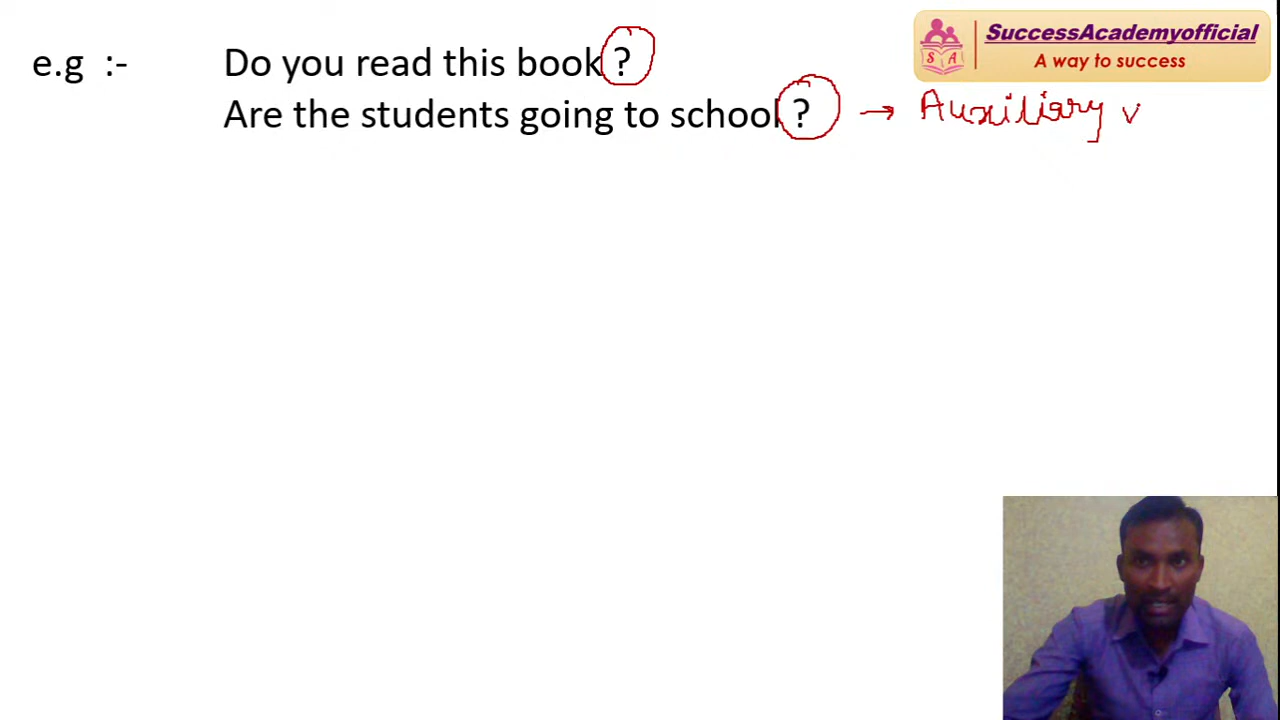 SuccessAcademyofficial
S A
A way to success
e.g :- Do you read this book ?
Are the students going to school ? → Auxiliary v